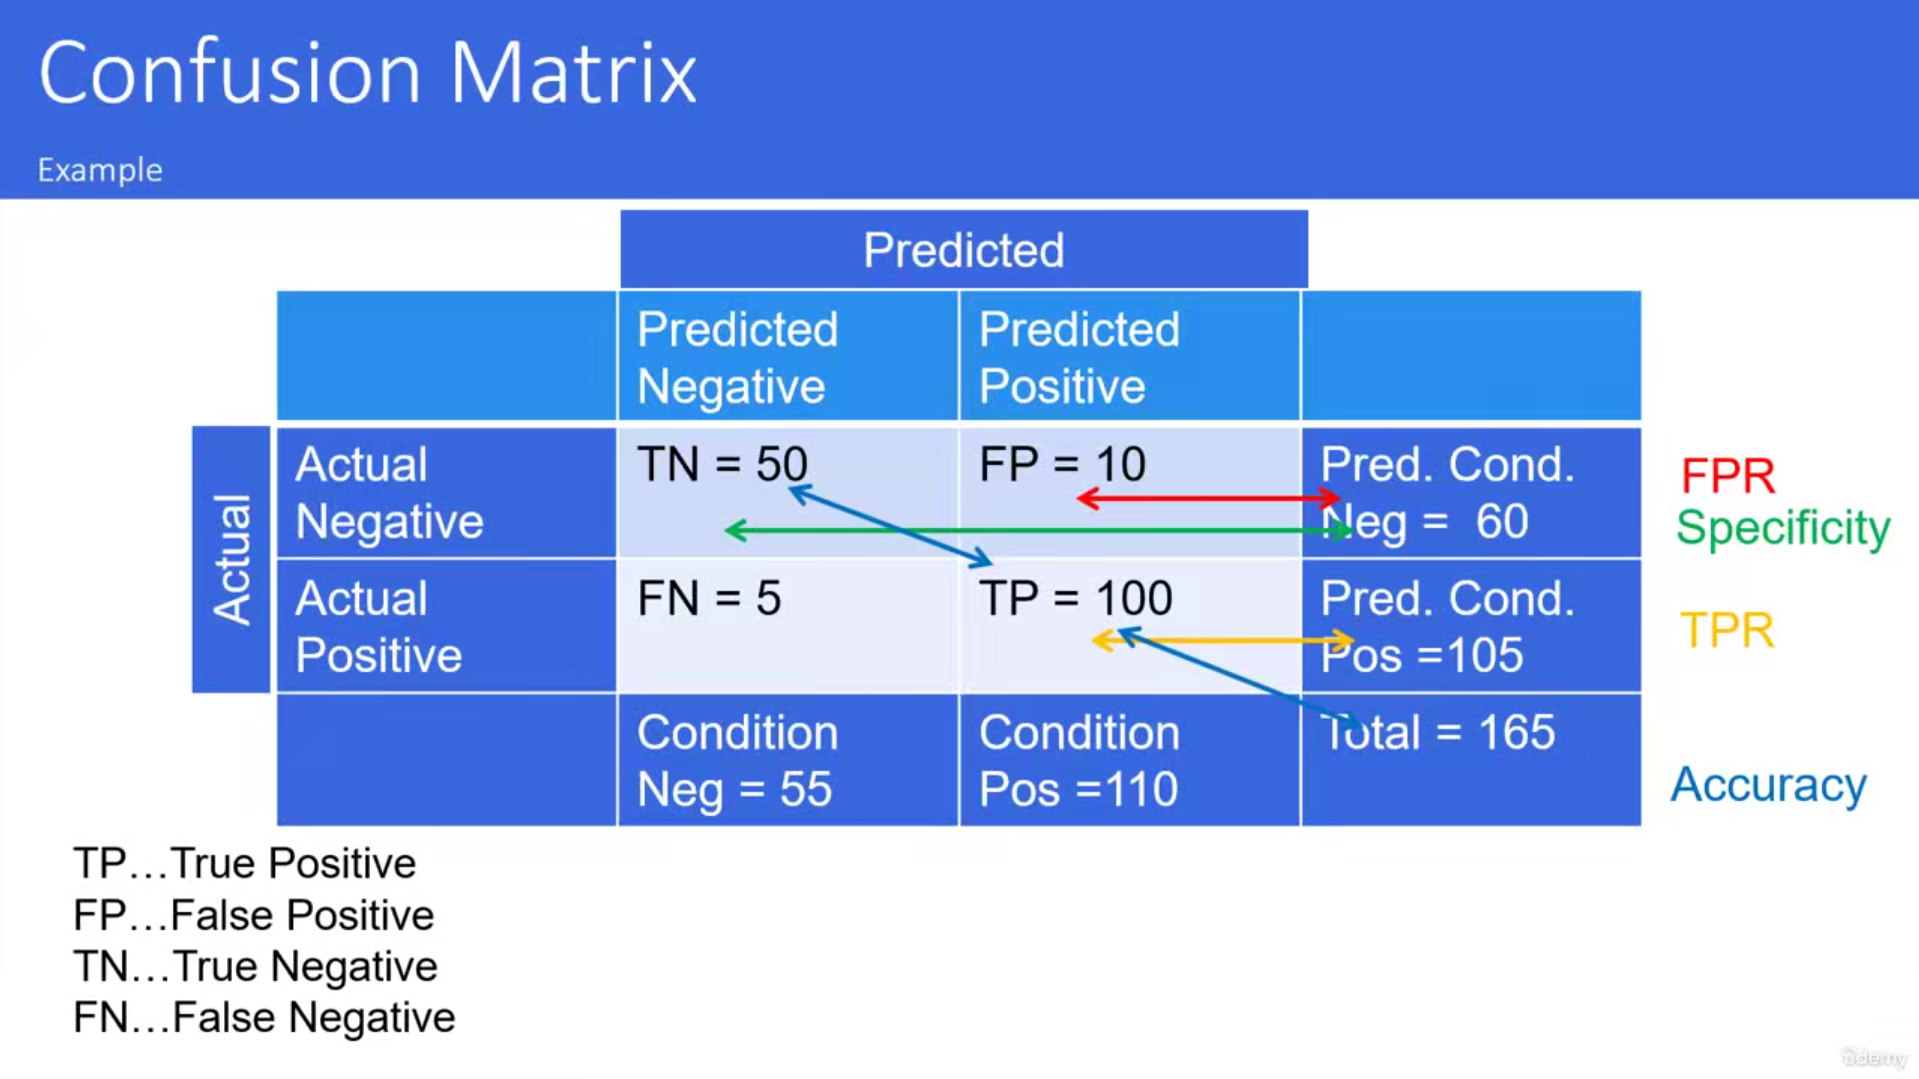 Confusion Matrix
Example
Predicted
Predicted
Negative
Predicted
Positive
Actual
Actual
Negative
TN = 50
FP = 10
Pred. Cond.
Neg = 60
FPR
Specificity
Actual
Positive
FN = 5
TP = 100
Pred. Cond.
Pos =105
TPR
Condition
Neg = 55
Condition
Pos =110
Total = 165
Accuracy
TP…True Positive
FP…False Positive
TN…True Negative
FN…False Negative
ûdemy